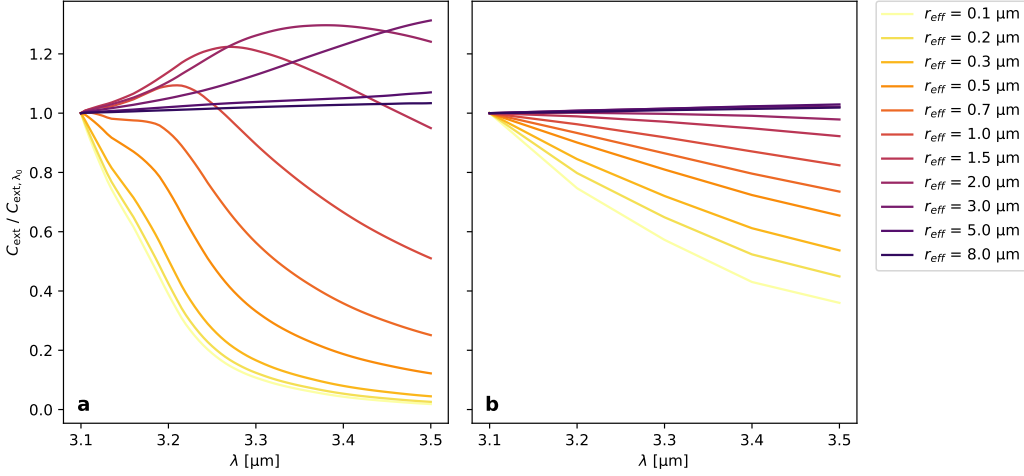 C_ext / C_ext, λ₀
1.2
1.0
0.8
0.6
0.4
0.2
0.0
a
3.1 3.2 3.3 3.4 3.5
λ [μm]
b
3.1 3.2 3.3 3.4 3.5
λ [μm]
r_eff = 0.1 μm
r_eff = 0.2 μm
r_eff = 0.3 μm
r_eff = 0.5 μm
r_eff = 0.7 μm
r_eff = 1.0 μm
r_eff = 1.5 μm
r_eff = 2.0 μm
r_eff = 3.0 μm
r_eff = 5.0 μm
r_eff = 8.0 μm